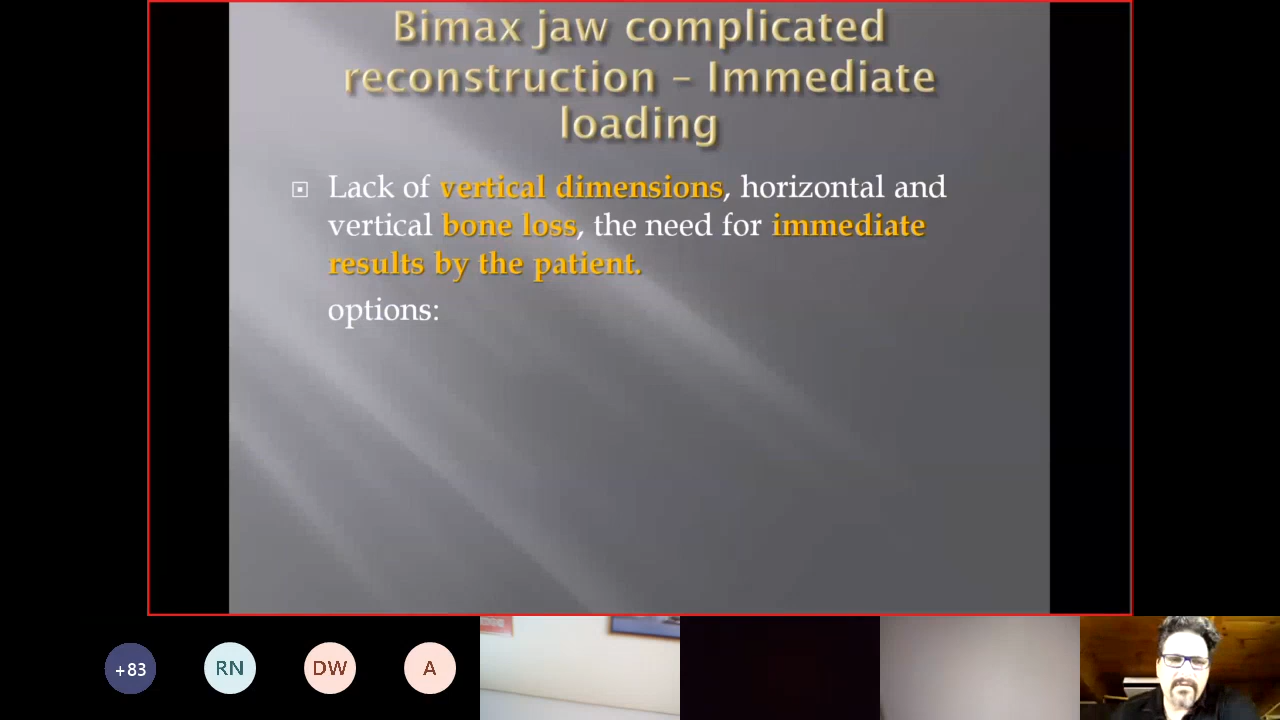 Bimax jaw complicated
reconstruction – Immediate
loading
Lack of vertical dimensions, horizontal and
vertical bone loss, the need for immediate
results by the patient.
options:
+83
RN
DW
A